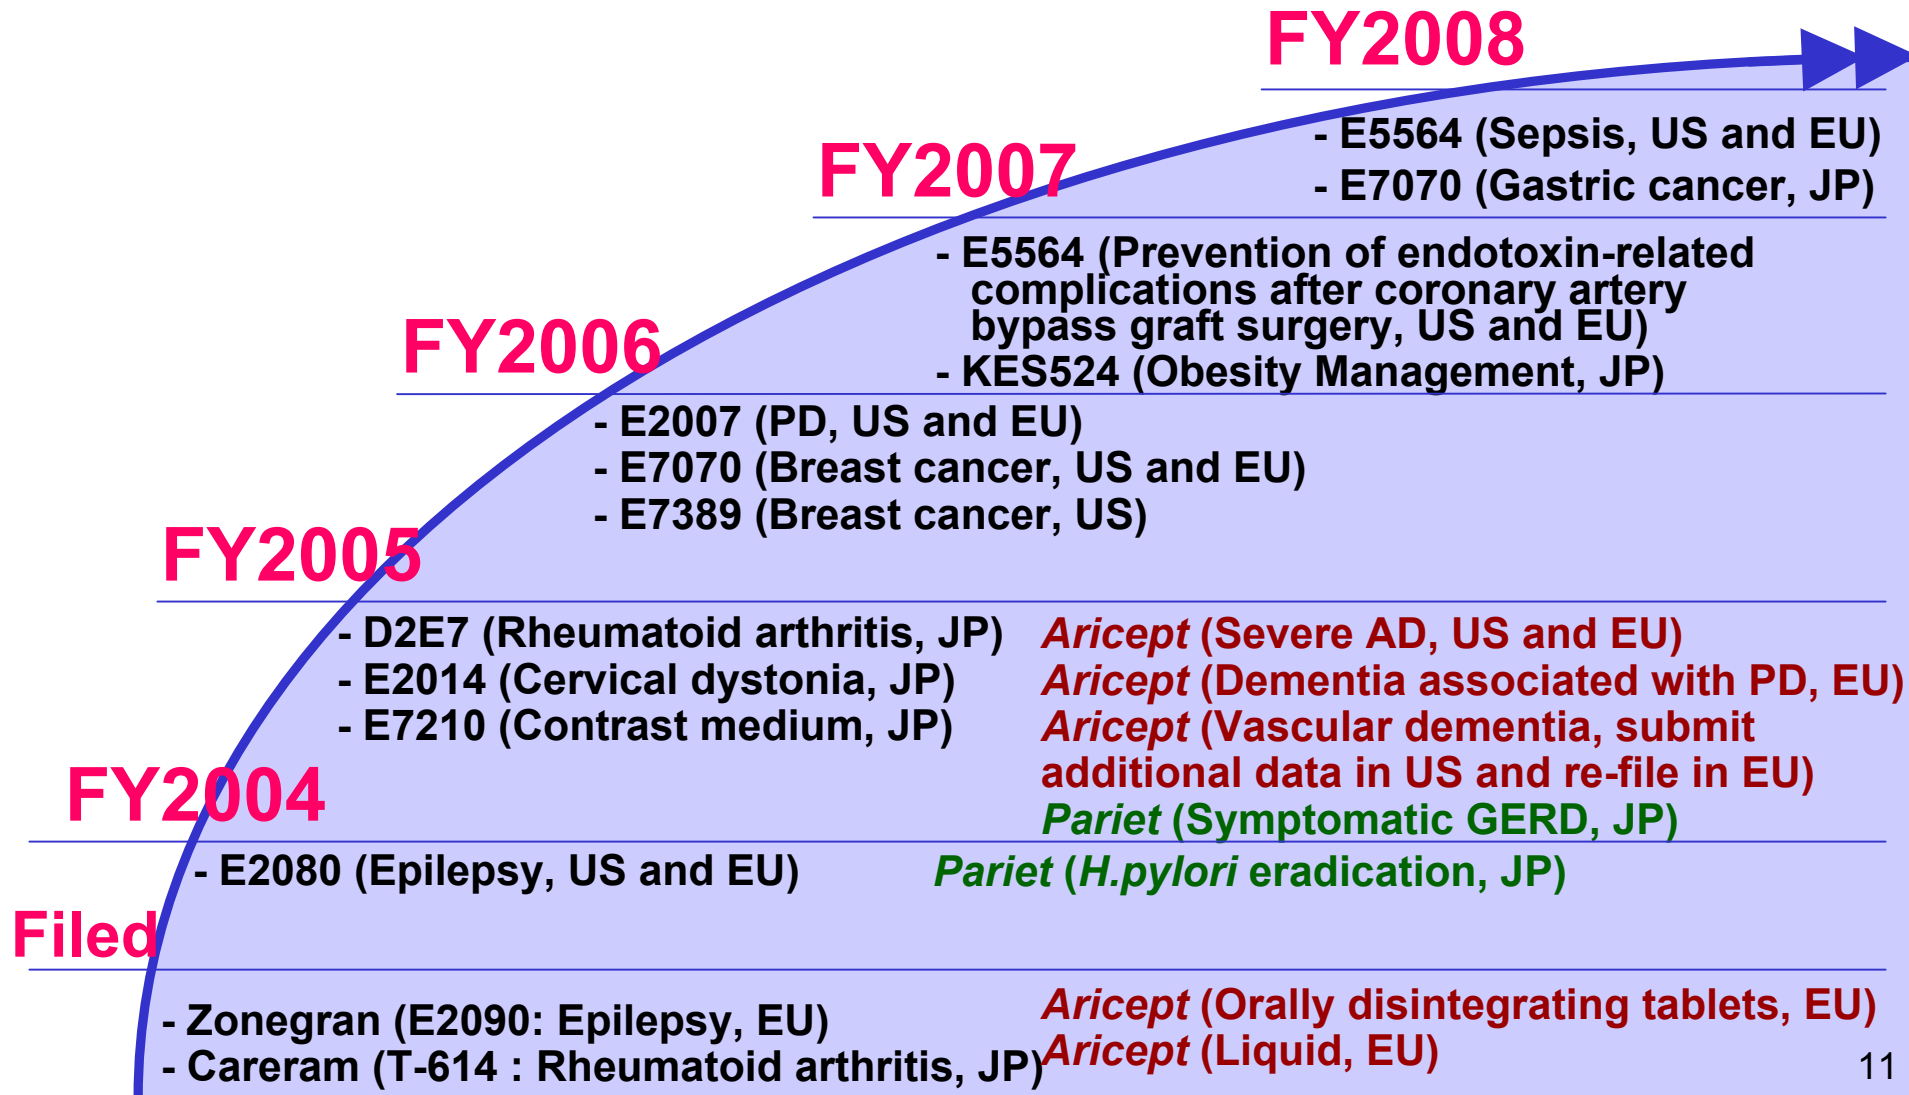 FY2008
- E5564 (Sepsis, US and EU)
- E7070 (Gastric cancer, JP)
FY2007
- E5564 (Prevention of endotoxin-related
complications after coronary artery
bypass graft surgery, US and EU)
- KES524 (Obesity Management, JP)
FY2006
- E2007 (PD, US and EU)
- E7070 (Breast cancer, US and EU)
- E7389 (Breast cancer, US)
FY2005
- D2E7 (Rheumatoid arthritis, JP)
- E2014 (Cervical dystonia, JP)
- E7210 (Contrast medium, JP)
Aricept (Severe AD, US and EU)
Aricept (Dementia associated with PD, EU)
Aricept (Vascular dementia, submit
additional data in US and re-file in EU)
Pariet (Symptomatic GERD, JP)
FY2004
- E2080 (Epilepsy, US and EU)
Pariet (H.pylori eradication, JP)
Filed
- Zonegran (E2090: Epilepsy, EU)
- Careram (T-614 : Rheumatoid arthritis, JP)
Aricept (Orally disintegrating tablets, EU)
Aricept (Liquid, EU)
11